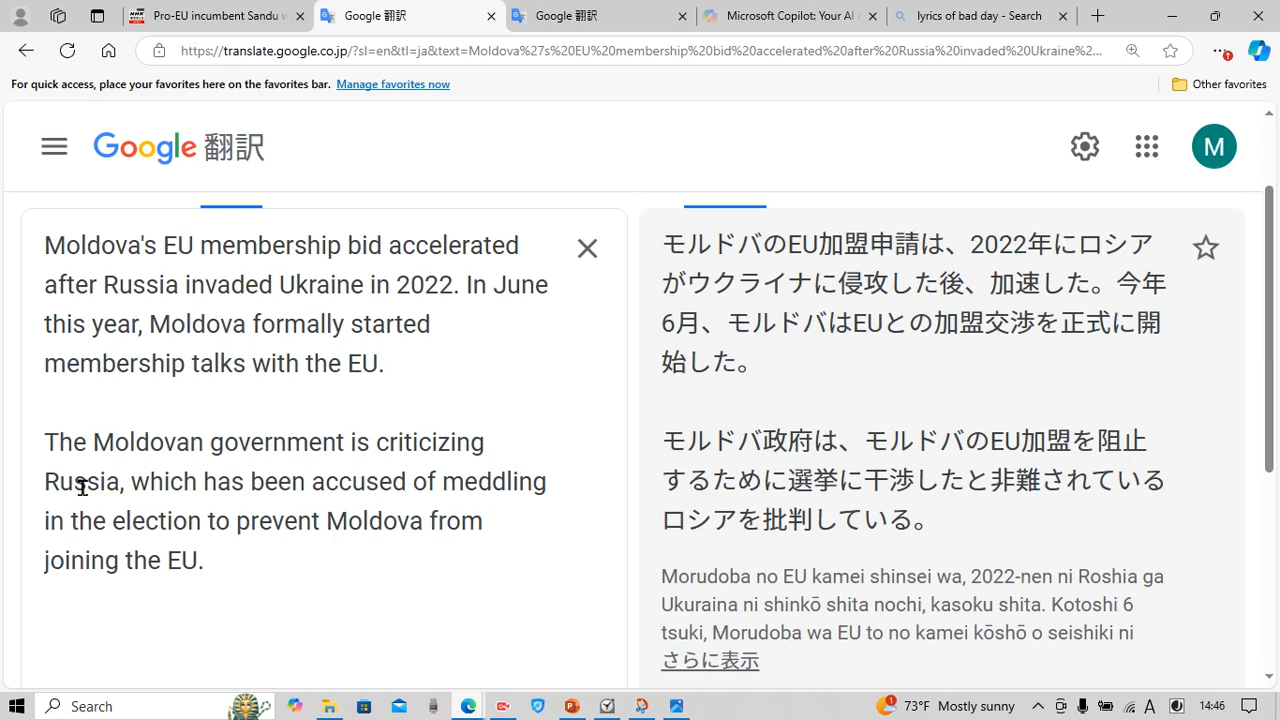 Pro-EU incumbent Sandu w
Google 翻訳
Google 翻訳
Microsoft Copilot: Your AI c
lyrics of bad day - Search
https://translate.google.co.jp/?sl=en&tl=ja&text=Moldova%27s%20EU%20membership%20bid%20accelerated%20after%20Russia%20invaded%20Ukraine%2...
For quick access, place your favorites here on the favorites bar. Manage favorites now
Other favorites
Google 翻訳
M
Moldova's EU membership bid accelerated
after Russia invaded Ukraine in 2022. In June
this year, Moldova formally started
membership talks with the EU.
The Moldovan government is criticizing
Russia, which has been accused of meddling
in the election to prevent Moldova from
joining the EU.
モルドバのEU加盟申請は、2022年にロシア
がウクライナに侵攻した後、加速した。今年
6月、モルドバはEUとの加盟交渉を正式に開
始した。
モルドバ政府は、モルドバのEU加盟を阻止
するために選挙に干渉したと非難されている
ロシアを批判している。
Morudoba no EU kamei shinsei wa, 2022-nen ni Roshia ga
Ukuraina ni shinkō shita nochi, kasoku shita. Kotoshi 6
tsuki, Morudoba wa EU to no kamei kōshō o seishiki ni
さらに表示
Search
1
73°F Mostly sunny
A
14:46